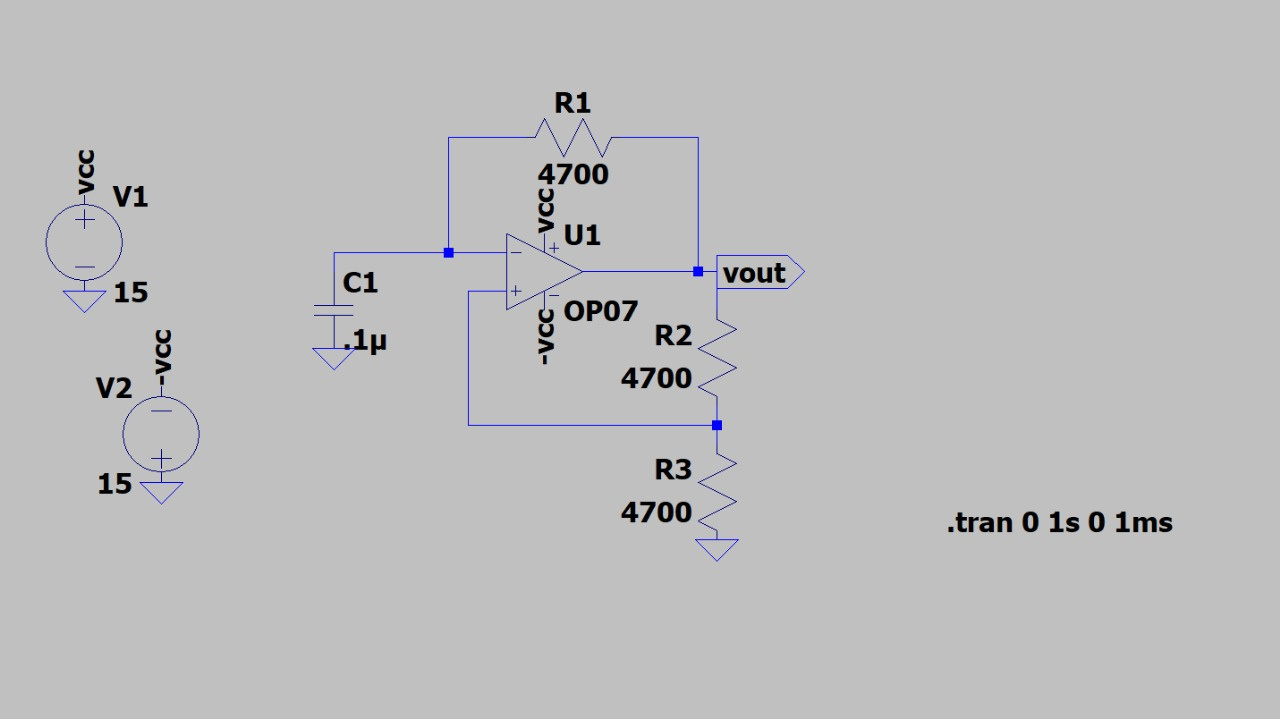 R1
4700
vcc
V1
15
vcc
U1
C1
.1µ
OP07
-vcc
vout
-vcc
V2
15
R2
4700
R3
4700
.tran 0 1s 0 1ms